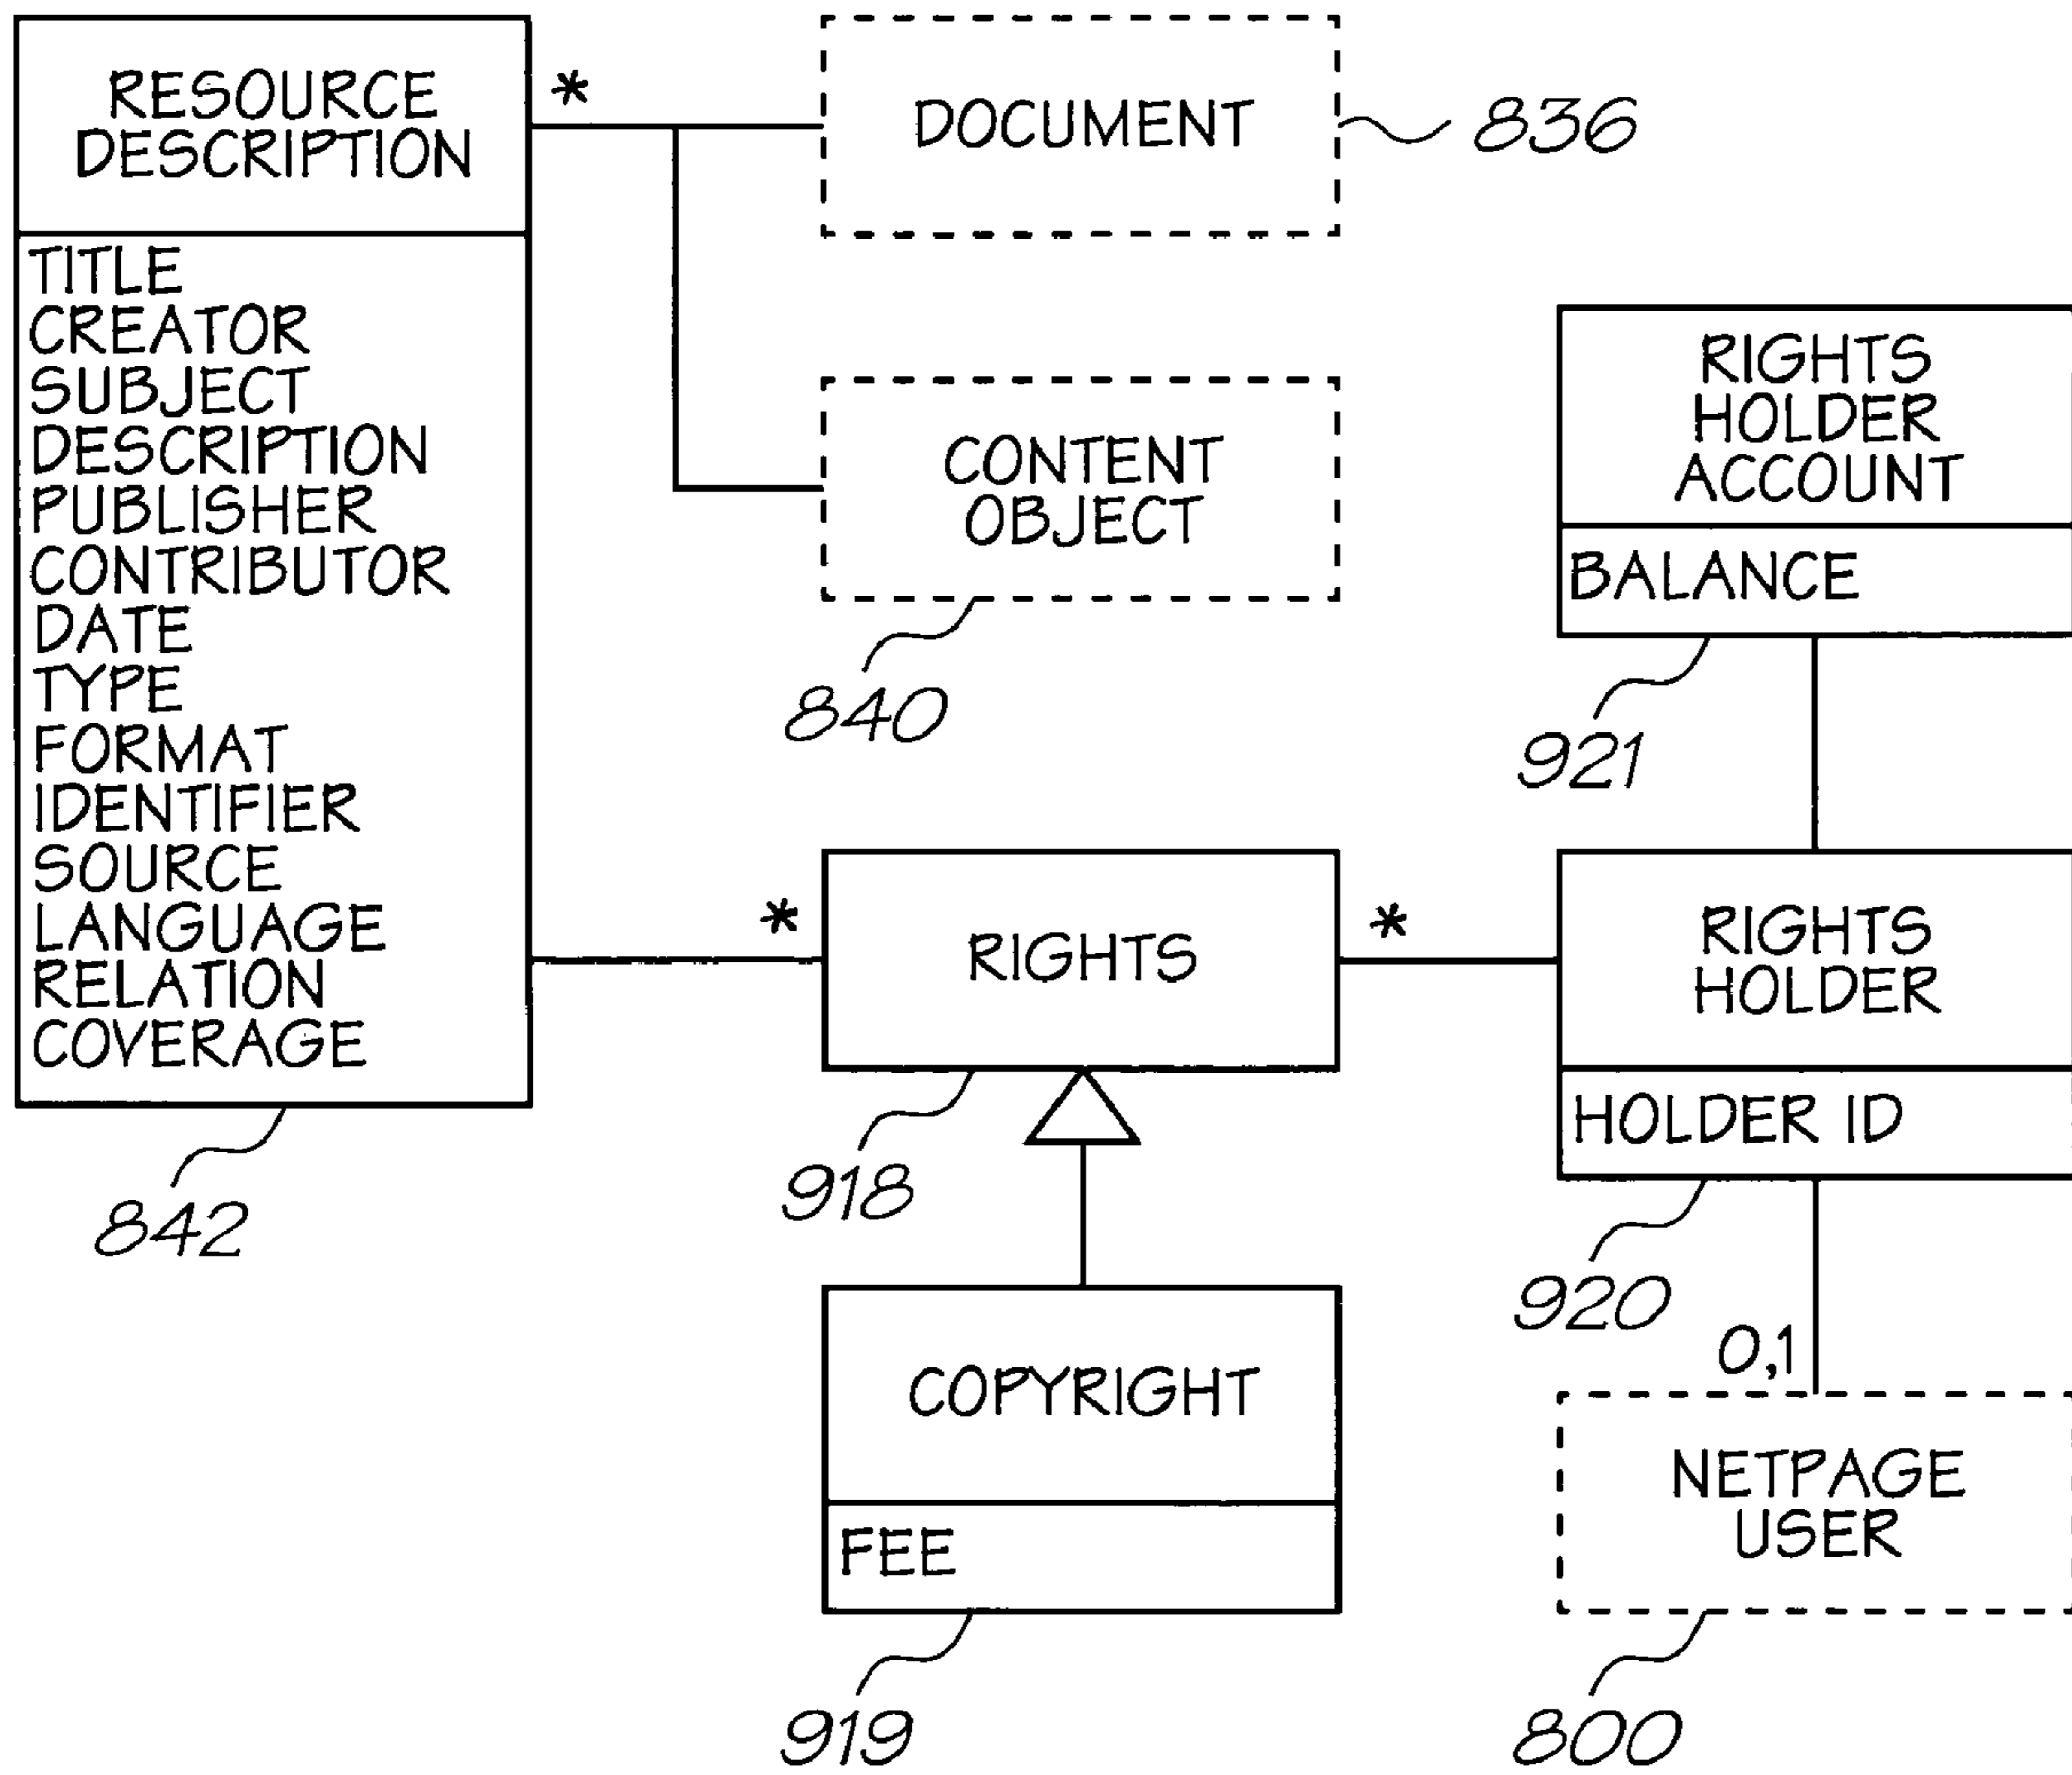 RESOURCE
DESCRIPTION
*
TITLE
CREATOR
SUBJECT
DESCRIPTION
PUBLISHER
CONTRIBUTOR
DATE
TYPE
FORMAT
IDENTIFIER
SOURCE
LANGUAGE
RELATION
COVERAGE
842
DOCUMENT
836
CONTENT
OBJECT
840
RIGHTS
HOLDER
ACCOUNT
BALANCE
921
*
RIGHTS
918
*
RIGHTS
HOLDER
HOLDER ID
920
COPYRIGHT
FEE
919
0,1
NETPAGE
USER
800